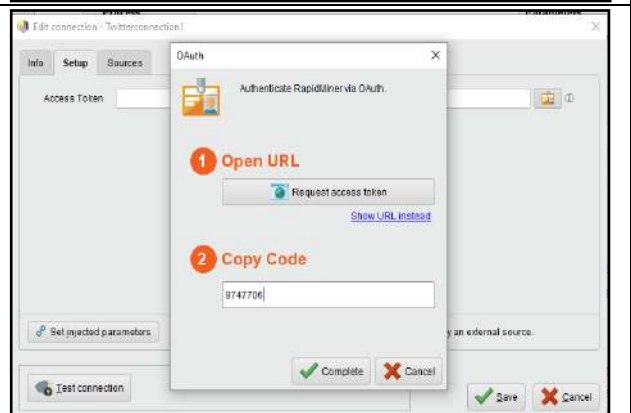 Edit connection - Twitterconnection1
Info Setup Sources
Access Token
OAuth
Authenticate RapidMiner via OAuth.
1 Open URL
Request access token
Show URL instead
2 Copy Code
9747706
Complete Cancel
Set injected parameters
y an external source.
Test connection
Save Cancel